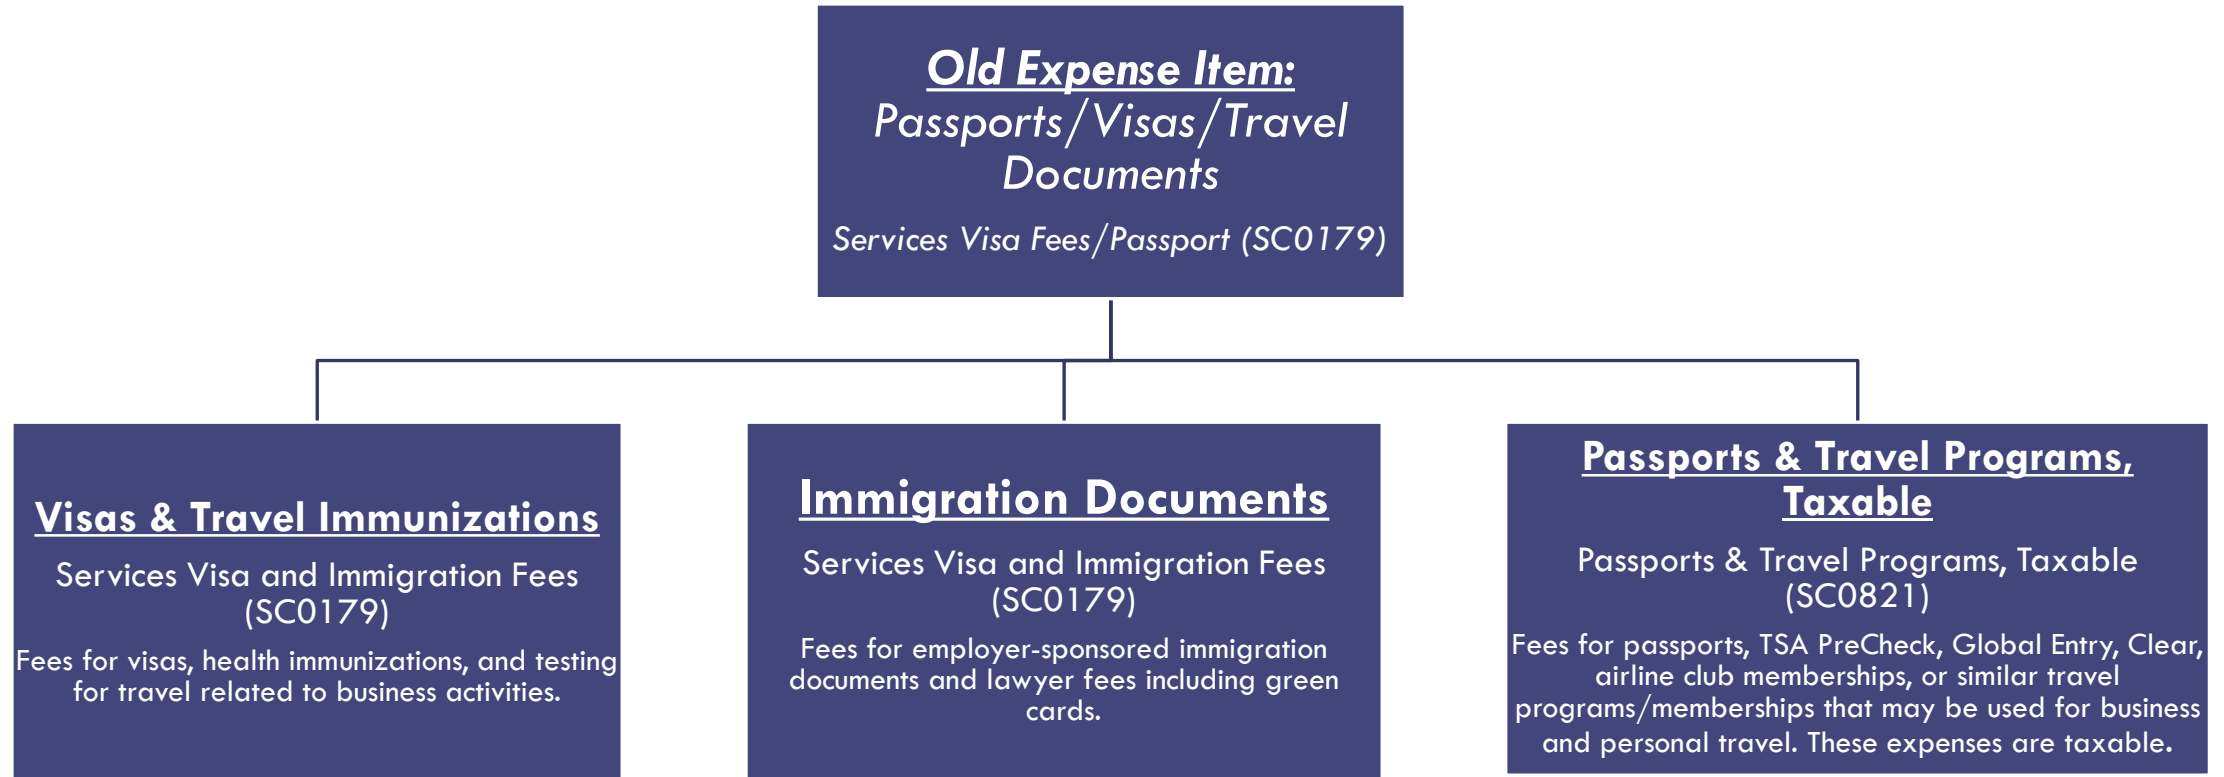 Old Expense Item:
Passports/Visas/Travel
Documents
Services Visa Fees/Passport (SC0179)
Visas & Travel Immunizations
Services Visa and Immigration Fees
(SC0179)
Fees for visas, health immunizations, and testing
for travel related to business activities.
Immigration Documents
Services Visa and Immigration Fees
(SC0179)
Fees for employer-sponsored immigration
documents and lawyer fees including green
cards.
Passports & Travel Programs,
Taxable
Passports & Travel Programs, Taxable
(SC0821)
Fees for passports, TSA PreCheck, Global Entry, Clear,
airline club memberships, or similar travel
programs/memberships that may be used for business
and personal travel. These expenses are taxable.